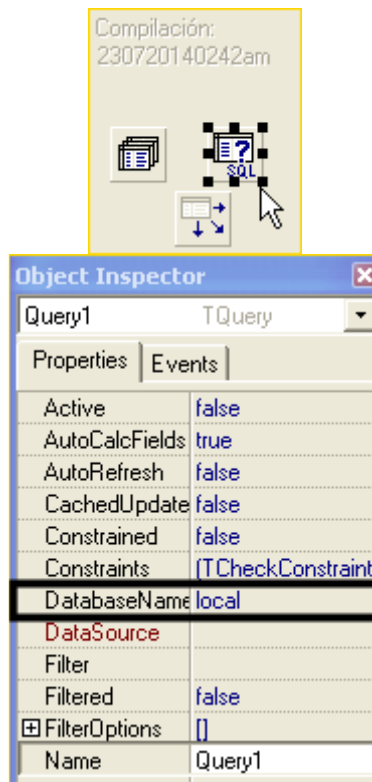 Compilación:
230720140242am
?
SQL
Object Inspector
Query1 TQuery
Properties Events
Active false
AutoCalcFields true
AutoRefresh false
CachedUpdate false
Constrained false
Constraints (TCheckConstraint
DatabaseName local
DataSource
Filter
Filtered false
FilterOptions []
Name Query1